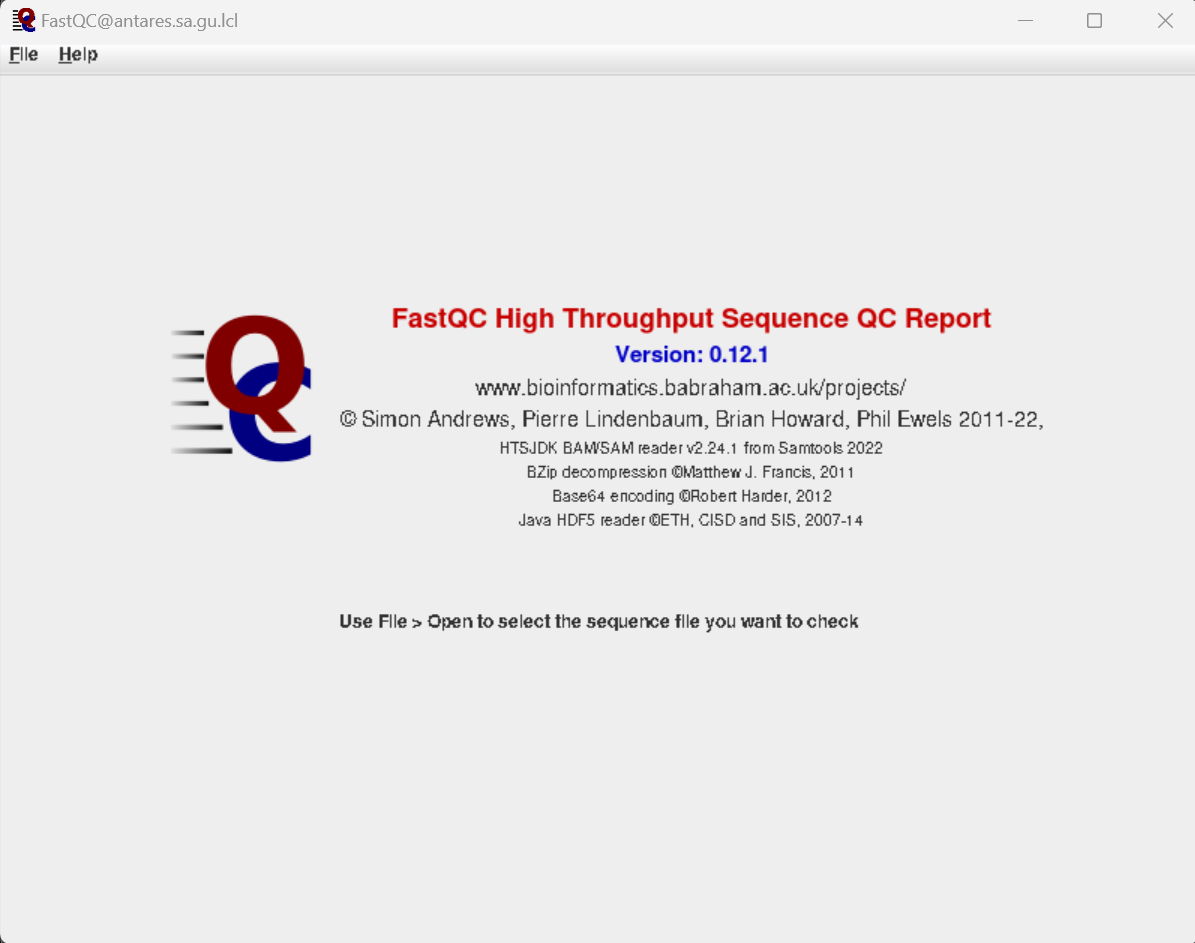 FastQC@antares.sa.gu.lcl
File Help
QC
FastQC High Throughput Sequence QC Report
Version: 0.12.1
www.bioinformatics.babraham.ac.uk/projects/
© Simon Andrews, Pierre Lindenbaum, Brian Howard, Phil Ewels 2011-22,
HTSJDK BAM/SAM reader v2.24.1 from Samtools 2022
BZip decompression ©Matthew J. Francis, 2011
Base64 encoding ©Robert Harder, 2012
Java HDF5 reader ©ETH, CISD and SIS, 2007-14
Use File > Open to select the sequence file you want to check